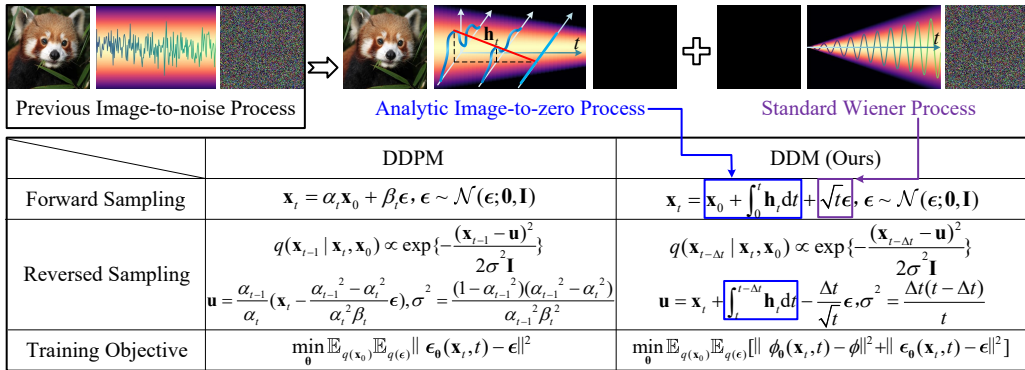 h_t
t
t
Previous Image-to-noise Process
Analytic Image-to-zero Process
Standard Wiener Process
DDPM
DDM (Ours)
Forward Sampling
x_t = α_t x_0 + β_t ϵ, ϵ ~ N(ϵ;0,I)
x_t = x_0 + ∫_0^t h_t dt + √t ϵ, ϵ ~ N(ϵ;0,I)
Reversed Sampling
q(x_{t-1} | x_t, x_0) ∝ exp{-(x_{t-1} - u)^2 / 2σ^2 I}
u = α_{t-1}/α_t (x_t - (α_{t-1}^2 - α_t^2)/(α_t^2 β_t) ϵ), σ^2 = (1-α_{t-1}^2)(α_{t-1}^2 - α_t^2)/(α_{t-1}^2 β_t^2)
q(x_{t-Δt} | x_t, x_0) ∝ exp{-(x_{t-Δt} - u)^2 / 2σ^2 I}
u = x_t + ∫_t^{t-Δt} h_t dt - Δt/√t ϵ, σ^2 = Δt(t-Δt)/t
Training Objective
min_θ E_{q(x_0)} E_{q(ϵ)} || ϵ_θ(x_t,t) - ϵ ||^2
min_θ E_{q(x_0)} E_{q(ϵ)} [|| ϕ_θ(x_t,t) - ϕ ||^2 + || ϵ_θ(x_t,t) - ϵ ||^2]